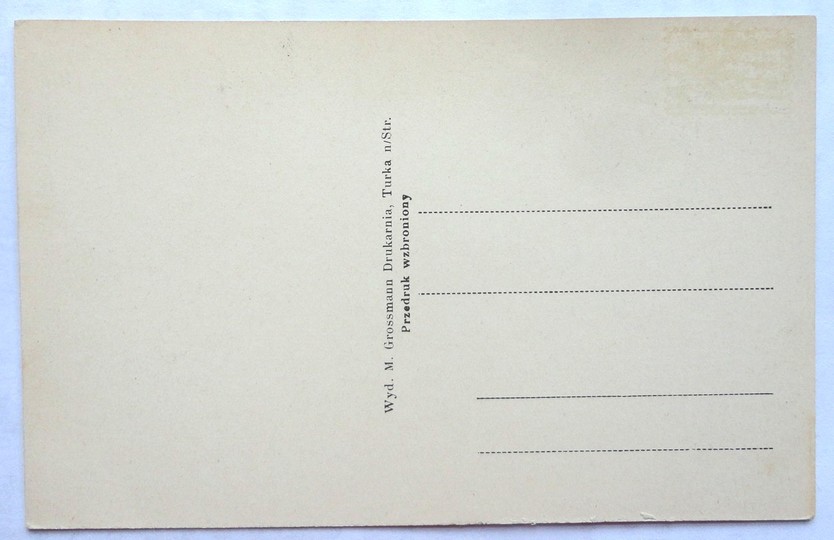 Wyd. M. Grossmann Drukarnia, Turka n/Str.
Przedruk wzbroniony